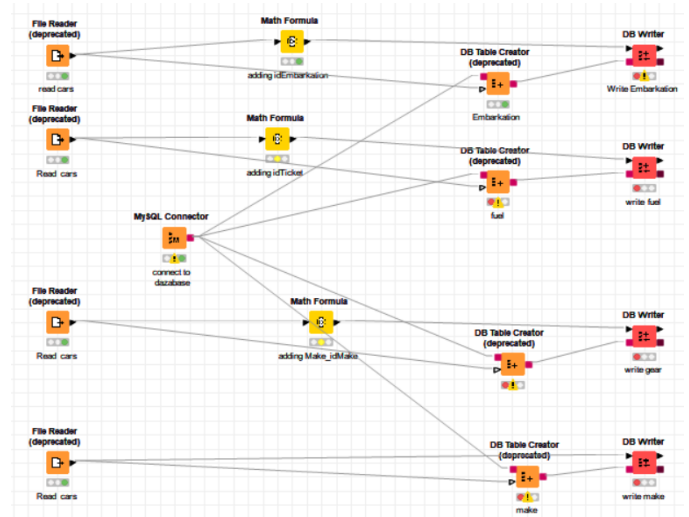 File Reader
(deprecated)
read cars
Math Formula
adding idEmbarkation
DB Table Creator
(deprecated)
Embarkation
DB Writer
Write Embarkation
File Reader
(deprecated)
Read cars
Math Formula
adding idTicket
DB Table Creator
(deprecated)
fuel
DB Writer
write fuel
MySQL Connector
connect to
dazabase
File Reader
(deprecated)
Read cars
Math Formula
adding Make_idMake
DB Table Creator
(deprecated)
DB Writer
write gear
File Reader
(deprecated)
Read cars
DB Table Creator
(deprecated)
make
DB Writer
write make